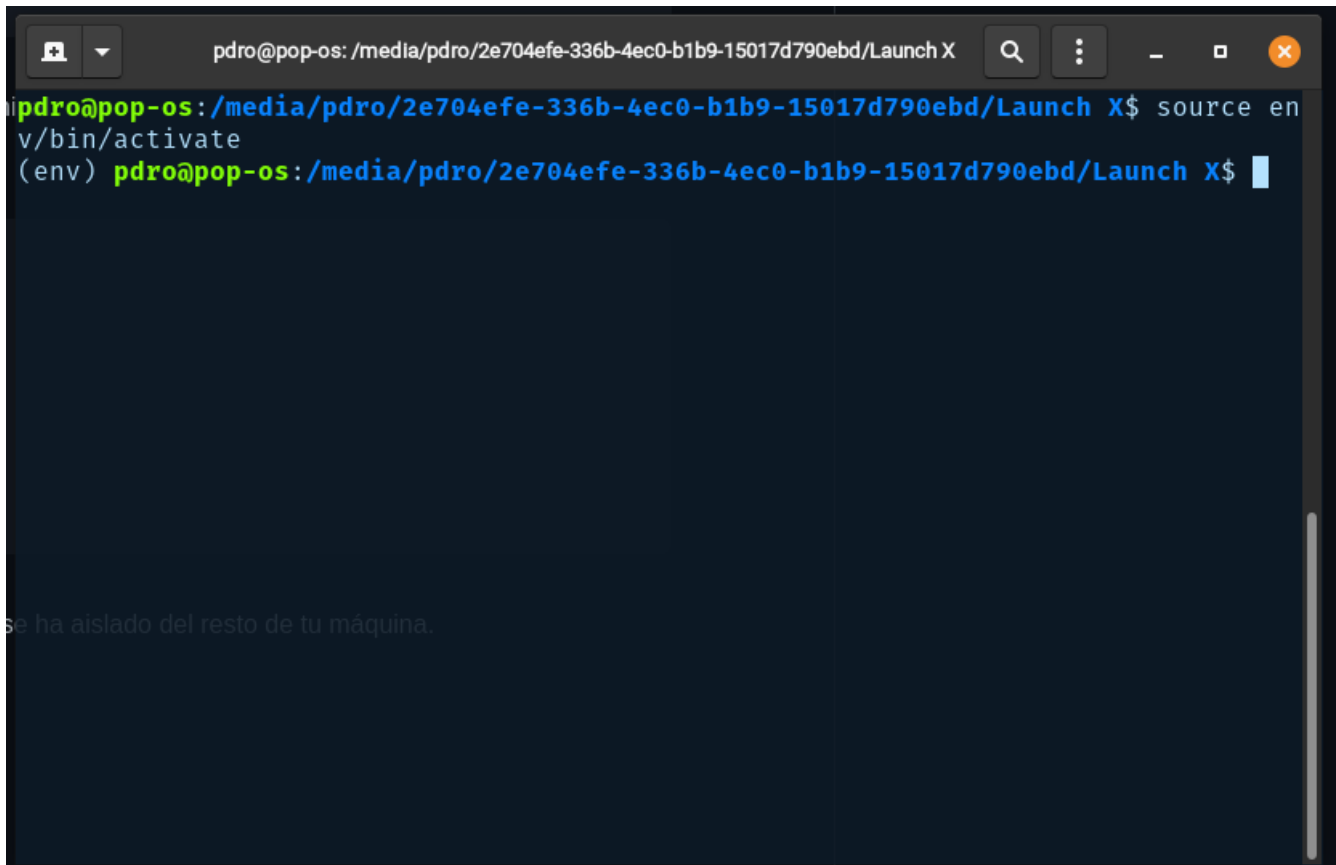 pdro@pop-os: /media/pdro/2e704efe-336b-4ec0-b1b9-15017d790ebd/Launch X
pdro@pop-os:/media/pdro/2e704efe-336b-4ec0-b1b9-15017d790ebd/Launch X$ source en
v/bin/activate
(env) pdro@pop-os:/media/pdro/2e704efe-336b-4ec0-b1b9-15017d790ebd/Launch X$
se ha aislado del resto de tu máquina.